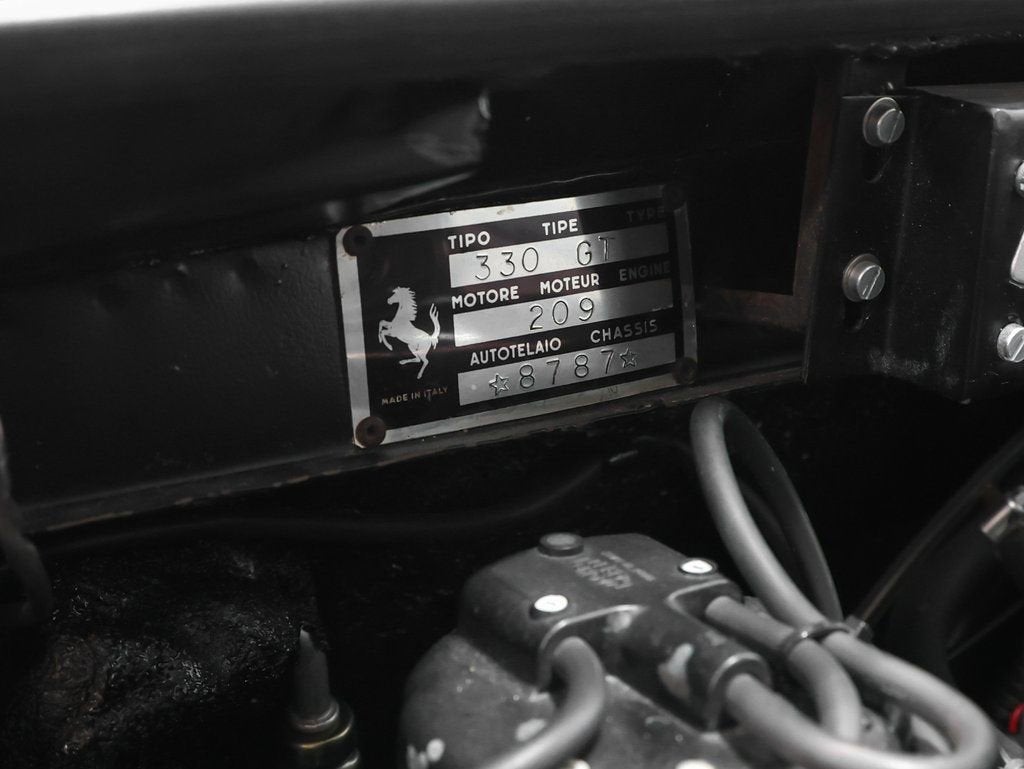 TIPO TIPE TYPE
330 GT
MOTORE MOTEUR ENGINE
209
AUTOTELAIO CHASSIS
☆8787☆
MADE IN ITALY